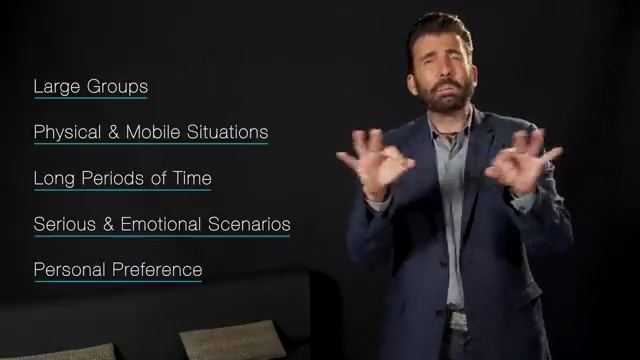 Large Groups
Physical & Mobile Situations
Long Periods of Time
Serious & Emotional Scenarios
Personal Preference